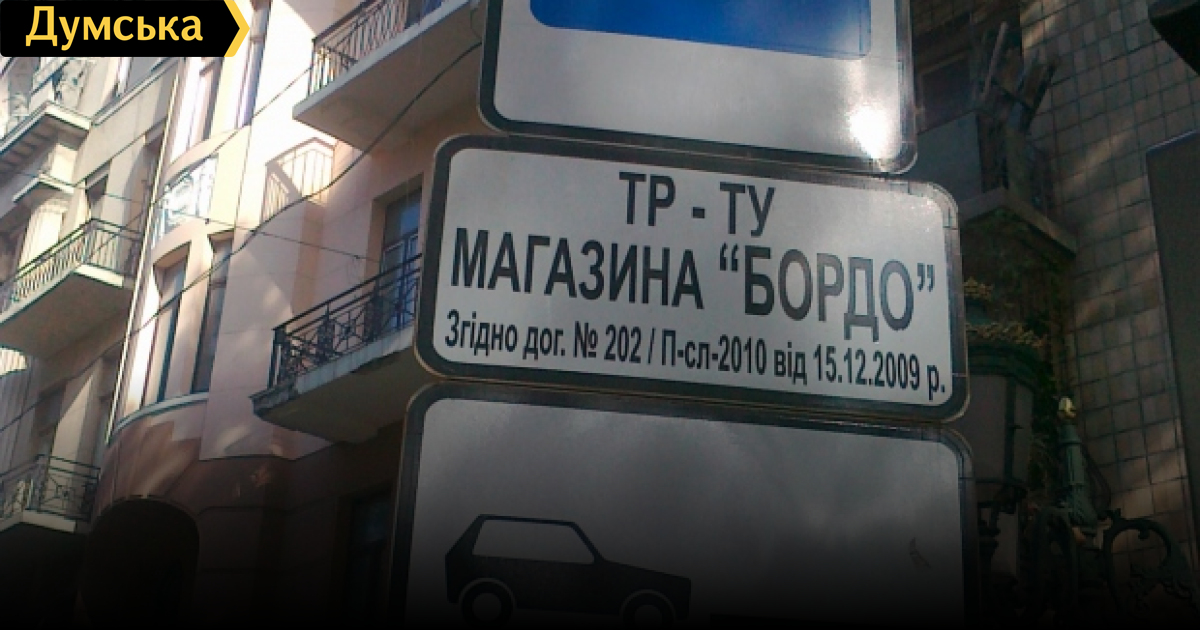 Думська
ТР - ТУ
МАГАЗИНА “БОРДО”
Згідно дог. № 202 / П-сл-2010 від 15.12.2009 р.